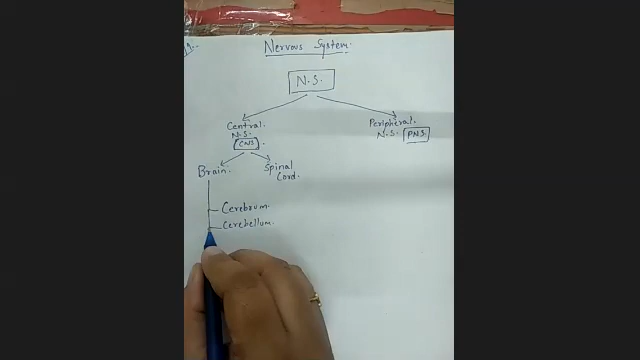 Nervous System
N.S.
Central
N.S.
CNS
Peripheral
N.S. PNS
Brain
Spinal
Cord
Cerebrum
Cerebellum